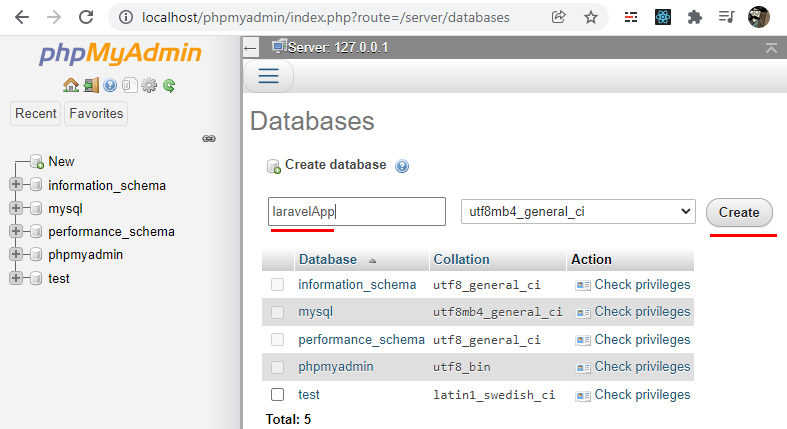 localhost/phpmyadmin/index.php?route=/server/databases
phpMyAdmin
Recent Favorites
New
information_schema
mysql
performance_schema
phpmyadmin
test
Server: 127.0.0.1
Databases
Create database
laravelApp utf8mb4_general_ci Create
Database Collation Action
information_schema utf8_general_ci Check privileges
mysql utf8mb4_general_ci Check privileges
performance_schema utf8_general_ci Check privileges
phpmyadmin utf8_bin Check privileges
test latin1_swedish_ci Check privileges
Total: 5